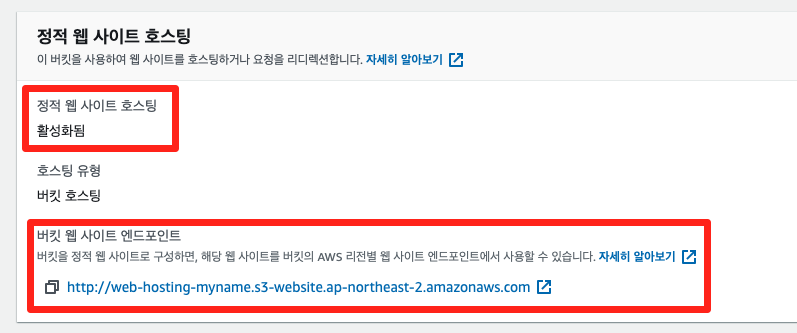 정적 웹 사이트 호스팅
이 버킷을 사용하여 웹 사이트를 호스팅하거나 요청을 리디렉션합니다. 자세히 알아보기
정적 웹 사이트 호스팅
활성화됨
호스팅 유형
버킷 호스팅
버킷 웹 사이트 엔드포인트
버킷을 정적 웹 사이트로 구성하면, 해당 웹 사이트를 버킷의 AWS 리전별 웹 사이트 엔드포인트에서 사용할 수 있습니다. 자세히 알아보기
http://web-hosting-myname.s3-website.ap-northeast-2.amazonaws.com